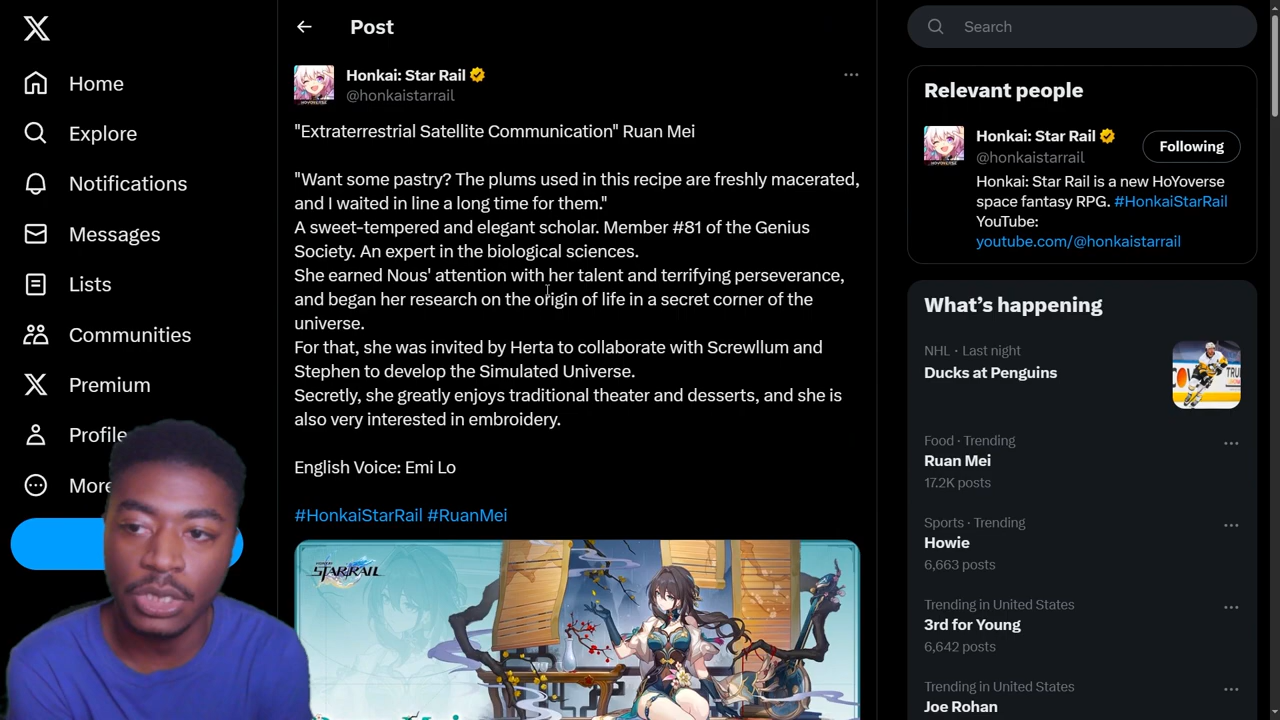 Home
Explore
Notifications
Messages
Lists
Communities
Premium
Profile
More
Post
Honkai: Star Rail
@honkaistarrail
"Extraterrestrial Satellite Communication" Ruan Mei
"Want some pastry? The plums used in this recipe are freshly macerated,
and I waited in line a long time for them."
A sweet-tempered and elegant scholar. Member #81 of the Genius
Society. An expert in the biological sciences.
She earned Nous' attention with her talent and terrifying perseverance,
and began her research on the origin of life in a secret corner of the
universe.
For that, she was invited by Herta to collaborate with Screwllum and
Stephen to develop the Simulated Universe.
Secretly, she greatly enjoys traditional theater and desserts, and she is
also very interested in embroidery.
English Voice: Emi Lo
#HonkaiStarRail #RuanMei
HONKAI
STAR RAIL
Search
Relevant people
Honkai: Star Rail
@honkaistarrail
Following
Honkai: Star Rail is a new HoYoverse
space fantasy RPG. #HonkaiStarRail
YouTube:
youtube.com/@honkaistarrail
What's happening
NHL · Last night
Ducks at Penguins
Food · Trending
Ruan Mei
17.2K posts
Sports · Trending
Howie
6,663 posts
Trending in United States
3rd for Young
6,642 posts
Trending in United States
Joe Rohan